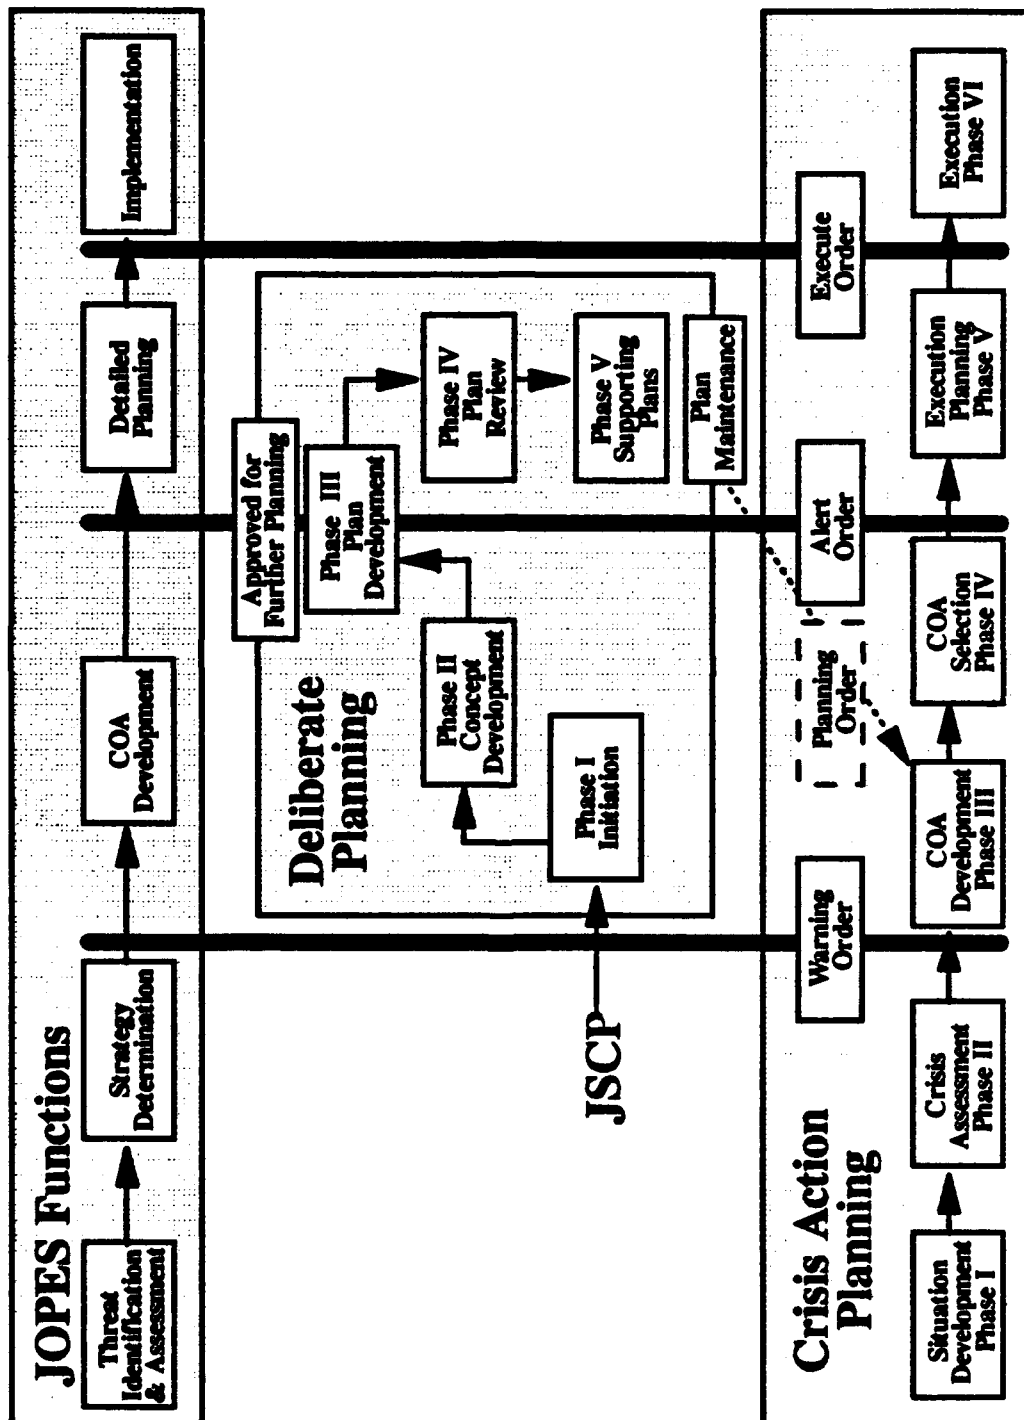 JOPES Functions
Threat
Identification
& Assessment
Strategy
Determination
COA
Development
Detailed
Planning
Implementation
Deliberate
Planning
Approved for
Further Planning
JSCP
Phase I
Initiation
Phase II
Concept
Development
Phase III
Plan
Development
Phase IV
Plan
Review
Phase V
Supporting
Plans
Plan
Maintenance
Crisis Action
Planning
Warning
Order
Planning
Order
Alert
Order
Execute
Order
Situation
Development
Phase I
Crisis
Assessment
Phase II
COA
Development
Phase III
COA
Selection
Phase IV
Execution
Planning
Phase V
Execution
Phase VI